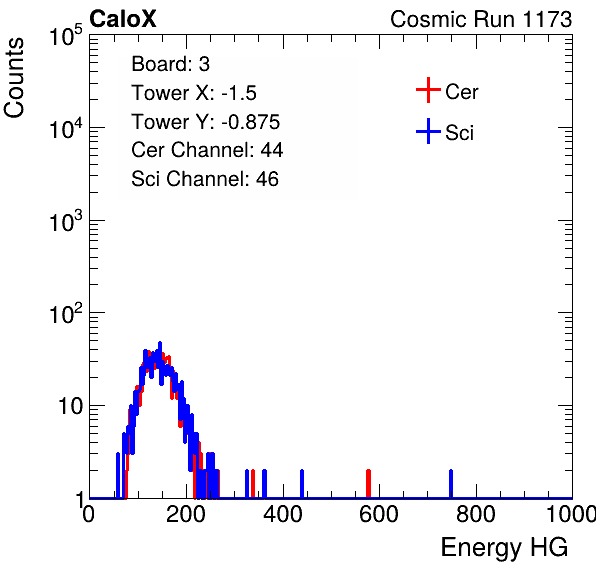 CaloX Cosmic Run 1173
Counts
Board: 3
Tower X: -1.5
Tower Y: -0.875
Cer Channel: 44
Sci Channel: 46
Cer
Sci
10^5
10^4
10^3
10^2
10
1
0 200 400 600 800 1000
Energy HG